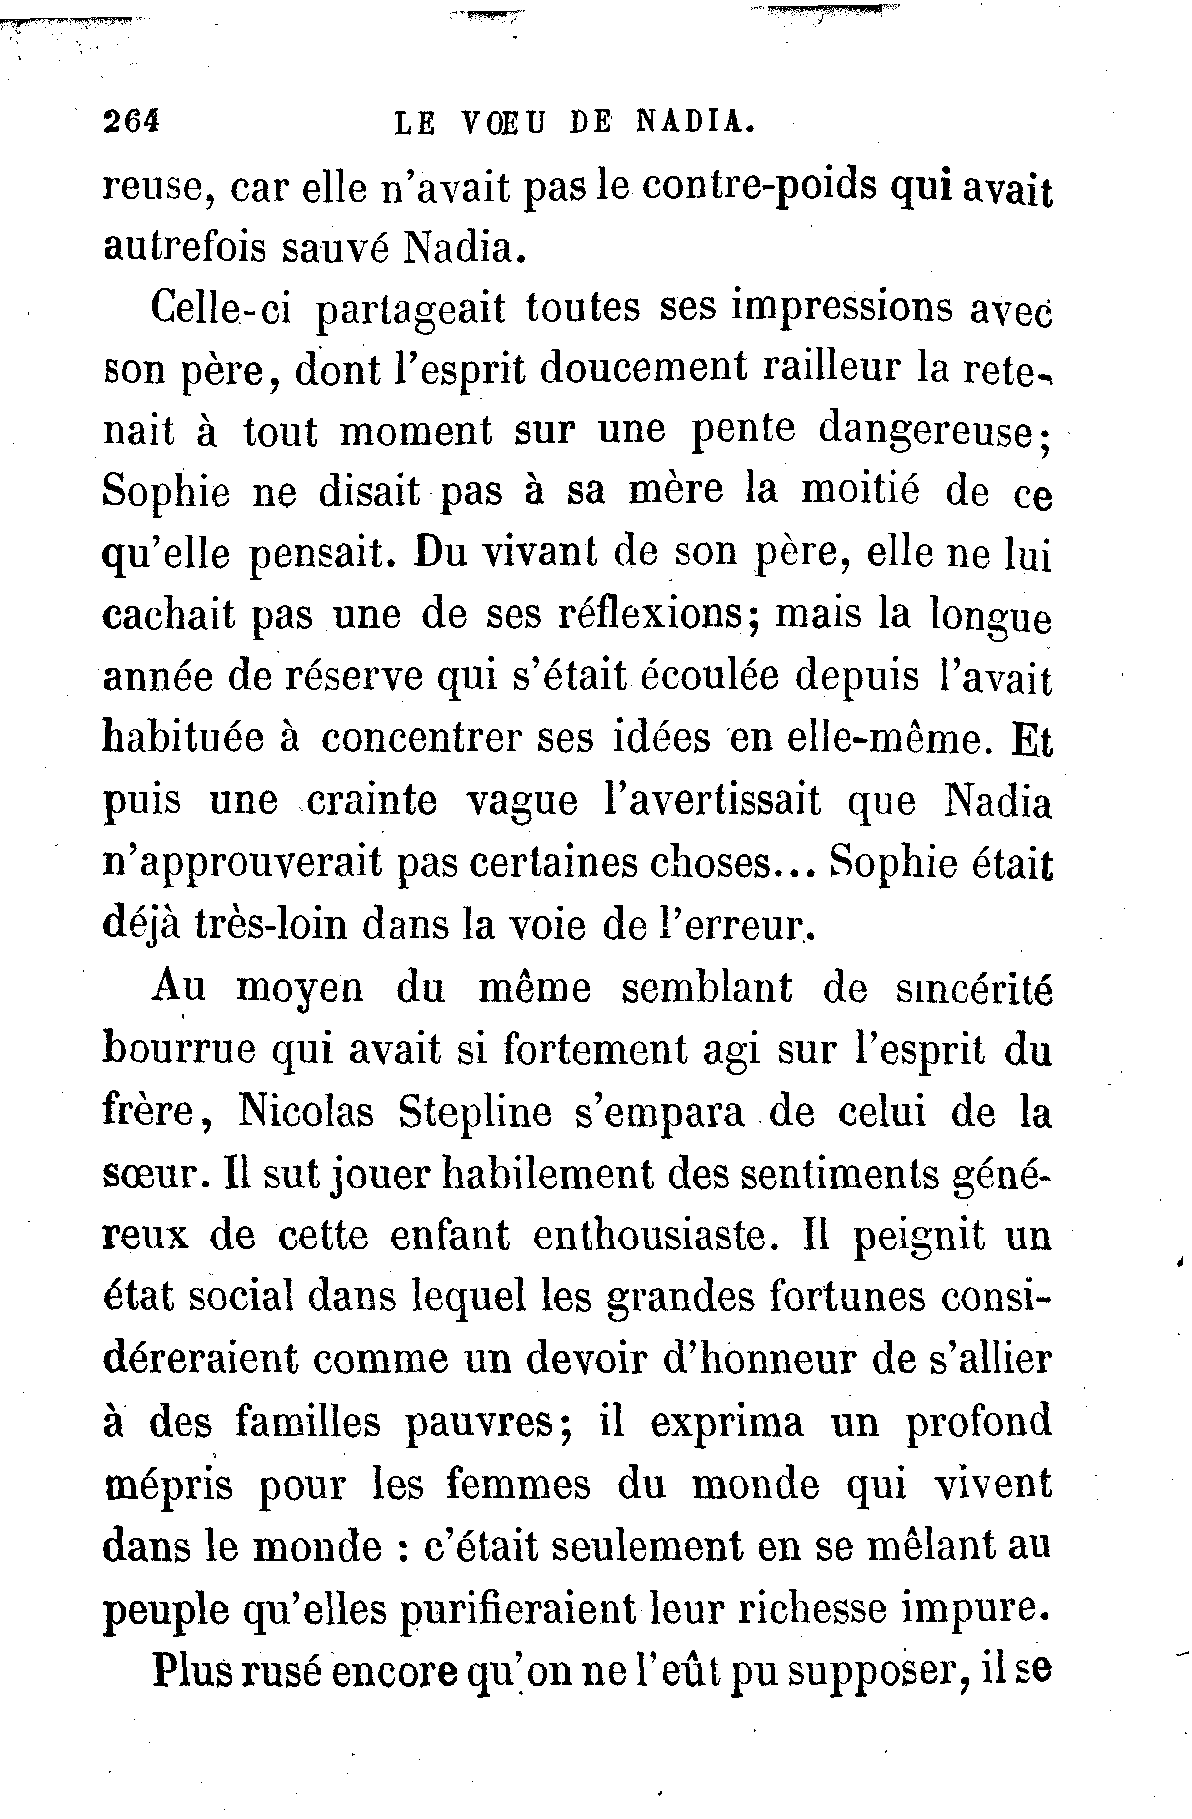 264 LE VŒU DE NADIA.
reuse, car elle n'avait pas le contre-poids qui avait
autrefois sauvé Nadia.
Celle-ci partageait toutes ses impressions avec
son père, dont l'esprit doucement railleur la rete-
nait à tout moment sur une pente dangereuse;
Sophie ne disait pas à sa mère la moitié de ce
qu'elle pensait. Du vivant de son père, elle ne lui
cachait pas une de ses réflexions; mais la longue
année de réserve qui s'était écoulée depuis l'avait
habituée à concentrer ses idées en elle-même. Et
puis une crainte vague l'avertissait que Nadia
n'approuverait pas certaines choses... Sophie était
déjà très-loin dans la voie de l'erreur.
Au moyen du même semblant de sincérité
bourrue qui avait si fortement agi sur l'esprit du
frère, Nicolas Stepline s'empara de celui de la
sœur. Il sut jouer habilement des sentiments géné-
reux de cette enfant enthousiaste. Il peignit un
état social dans lequel les grandes fortunes consi-
déreraient comme un devoir d'honneur de s'allier
à des familles pauvres; il exprima un profond
mépris pour les femmes du monde qui vivent
dans le monde : c'était seulement en se mêlant au
peuple qu'elles purifieraient leur richesse impure.
Plus rusé encore qu'on ne l'eût pu supposer, il se